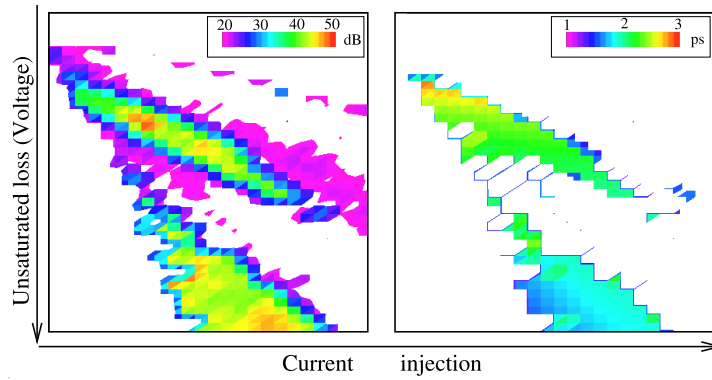 20 30 40 50
dB
1 2 3
ps
Unsaturated loss (Voltage)
Current injection